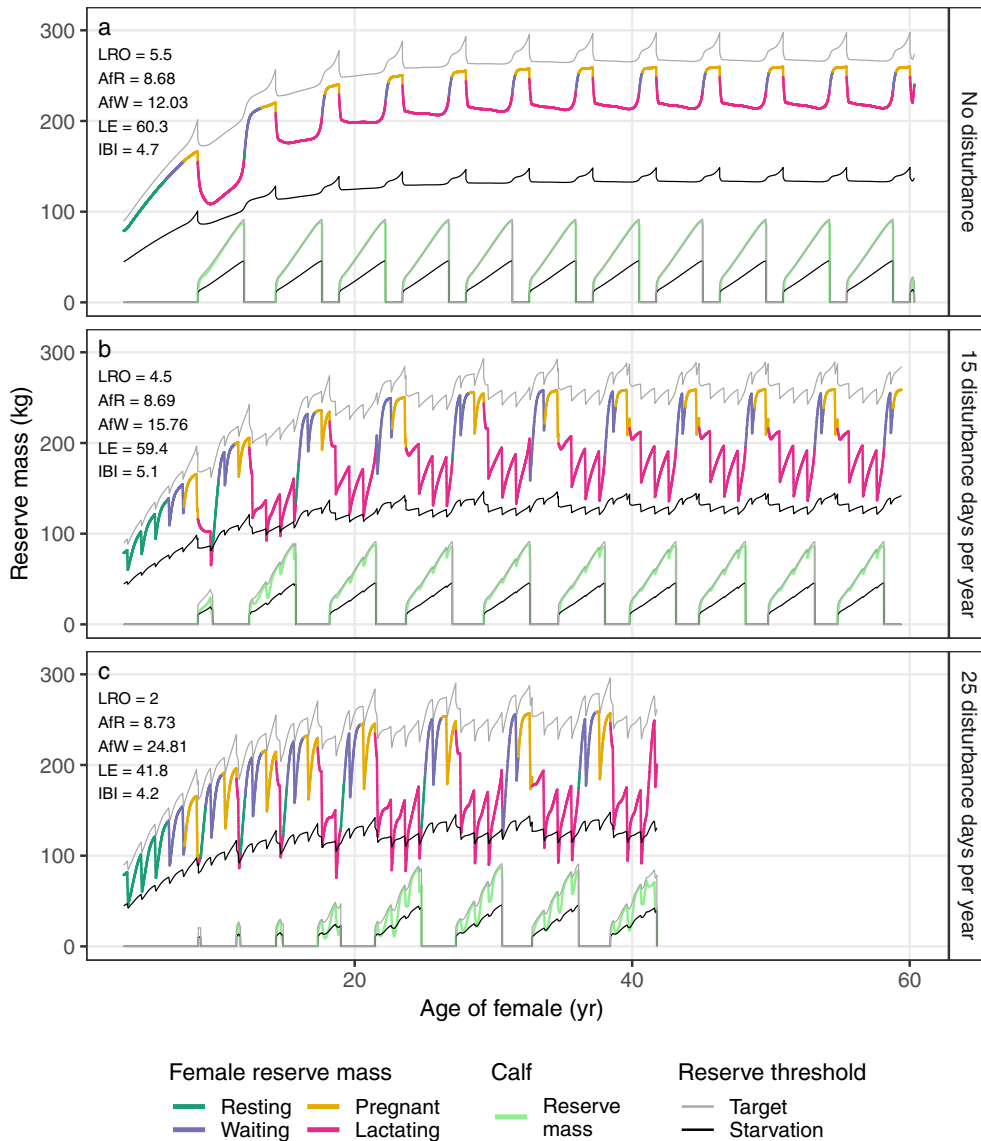 a
LRO = 5.5
AfR = 8.68
AfW = 12.03
LE = 60.3
IBI = 4.7
300
200
100
0
No disturbance
b
LRO = 4.5
AfR = 8.69
AfW = 15.76
LE = 59.4
IBI = 5.1
300
200
100
0
15 disturbance days per year
Reserve mass (kg)
c
LRO = 2
AfR = 8.73
AfW = 24.81
LE = 41.8
IBI = 4.2
300
200
100
0
25 disturbance days per year
20 40 60
Age of female (yr)
Female reserve mass Calf Reserve threshold
Resting Pregnant Reserve Target
Waiting Lactating mass Starvation